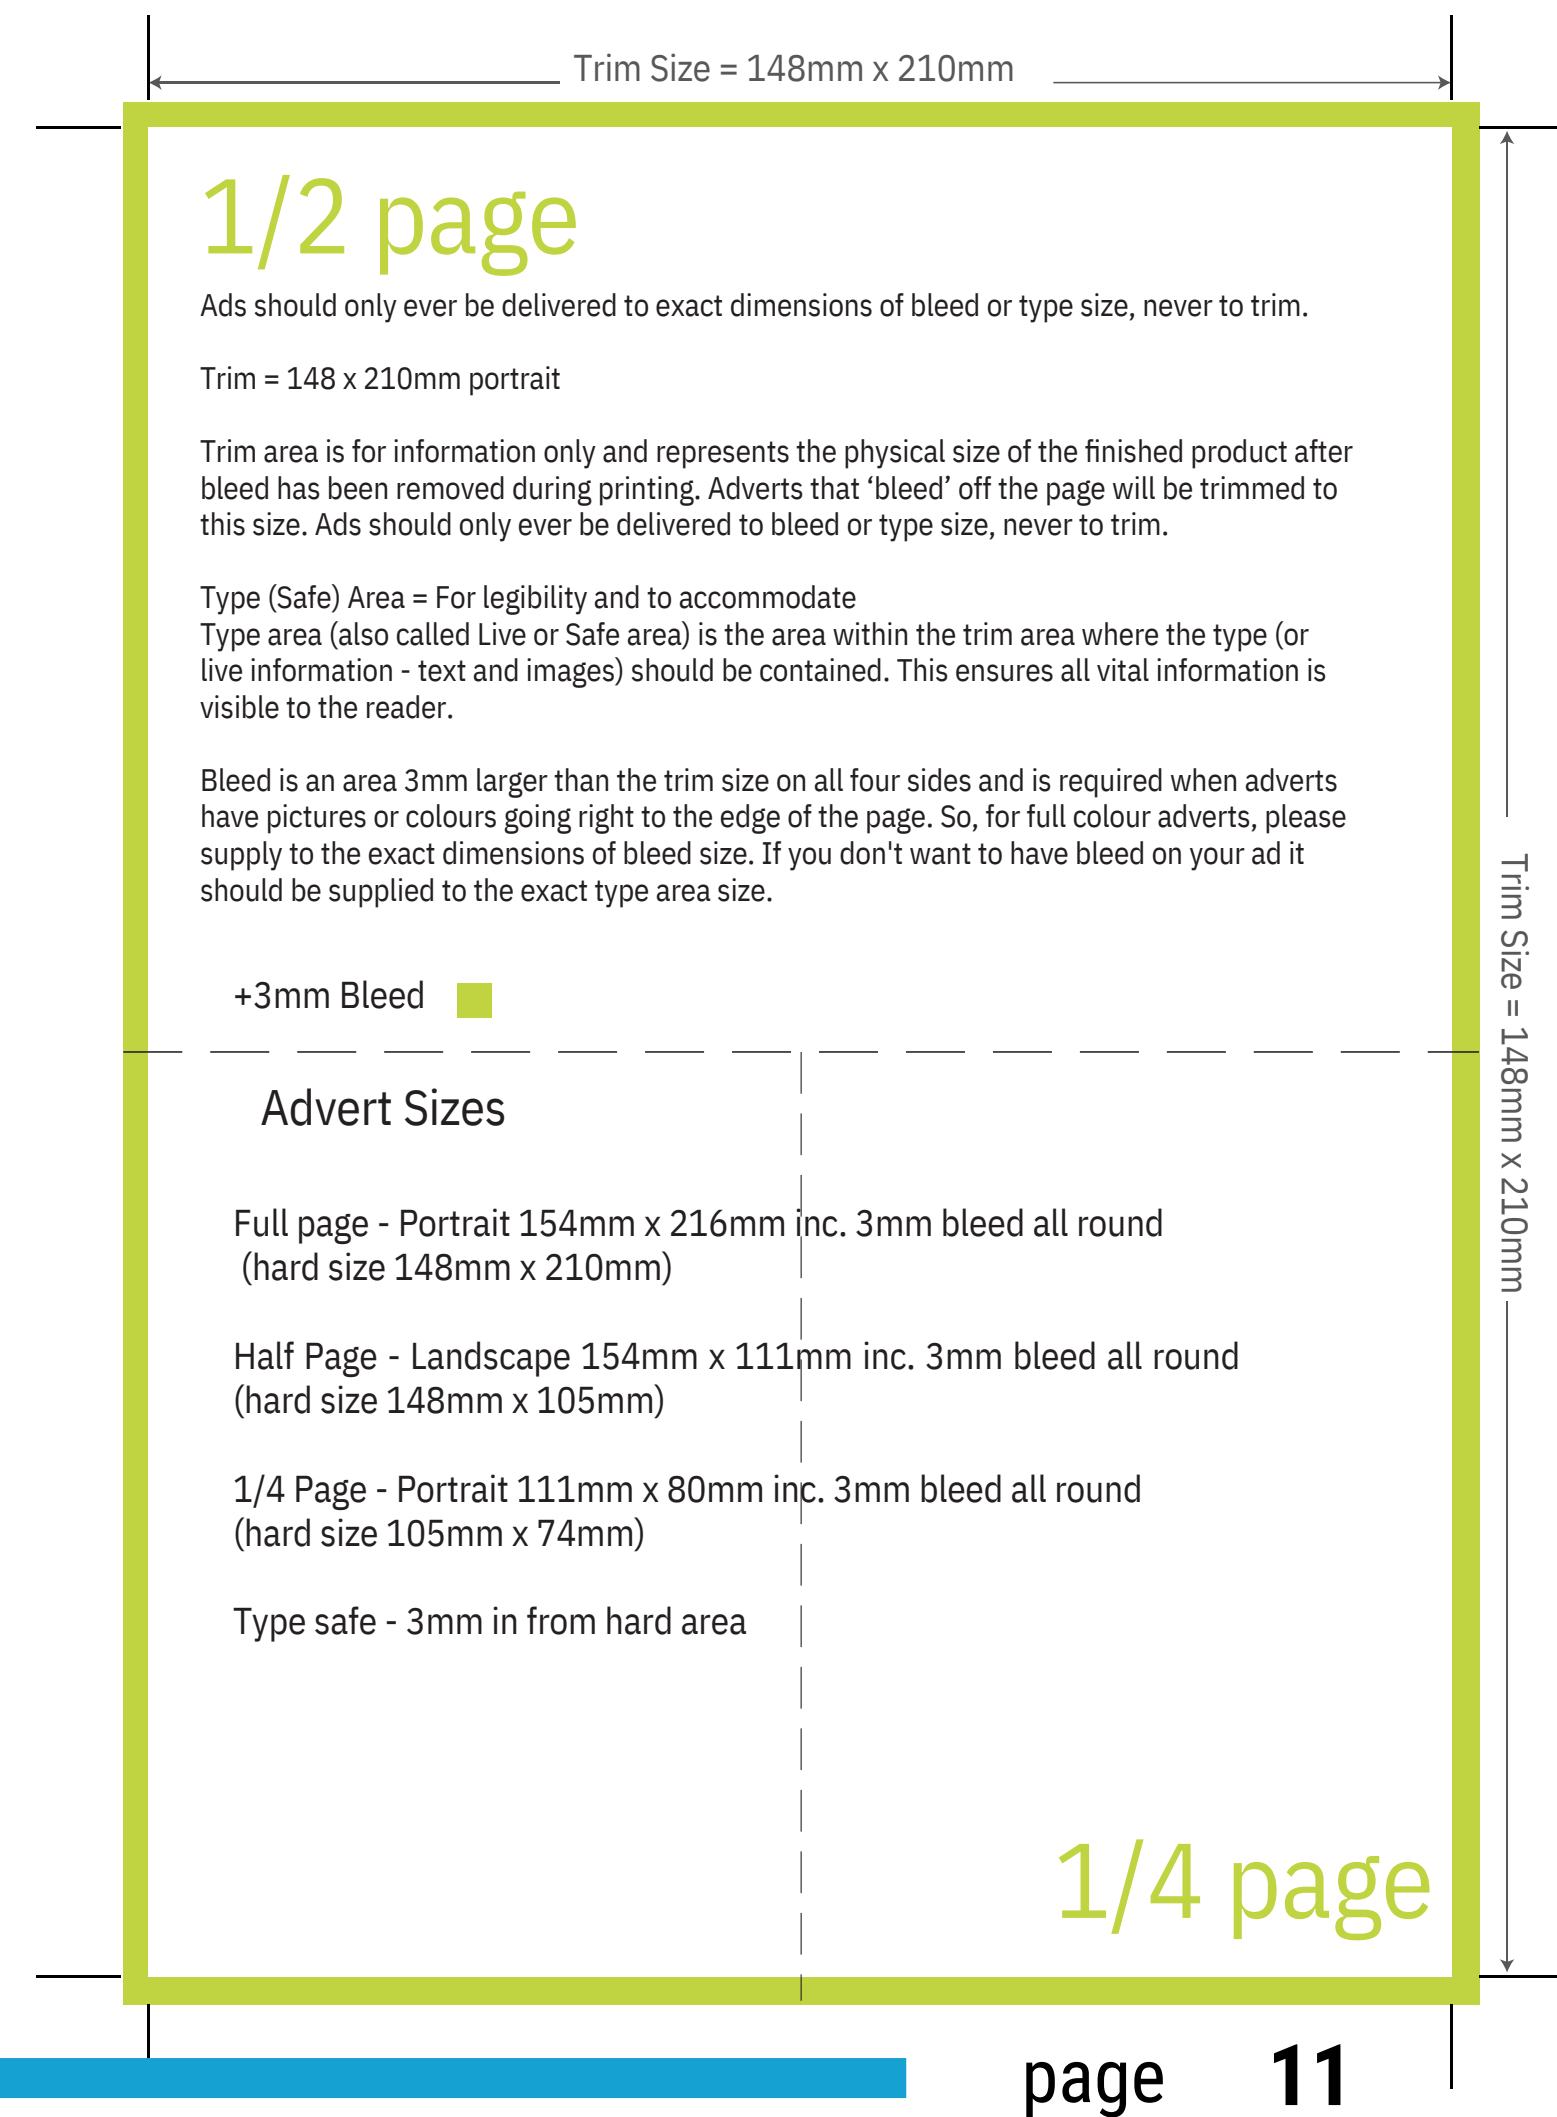 Trim Size = 148mm x 210mm
1/2 page
Ads should only ever be delivered to exact dimensions of bleed or type size, never to trim.
Trim = 148 x 210mm portrait
Trim area is for information only and represents the physical size of the finished product after
bleed has been removed during printing. Adverts that ‘bleed’ off the page will be trimmed to
this size. Ads should only ever be delivered to bleed or type size, never to trim.
Type (Safe) Area = For legibility and to accommodate
Type area (also called Live or Safe area) is the area within the trim area where the type (or
live information - text and images) should be contained. This ensures all vital information is
visible to the reader.
Bleed is an area 3mm larger than the trim size on all four sides and is required when adverts
have pictures or colours going right to the edge of the page. So, for full colour adverts, please
supply to the exact dimensions of bleed size. If you don't want to have bleed on your ad it
should be supplied to the exact type area size.
Trim Size = 148mm x 210mm
+3mm Bleed
Advert Sizes
Full page - Portrait 154mm x 216mm inc. 3mm bleed all round
(hard size 148mm x 210mm)
Half Page - Landscape 154mm x 111mm inc. 3mm bleed all round
(hard size 148mm x 105mm)
1/4 Page - Portrait 111mm x 80mm inc. 3mm bleed all round
(hard size 105mm x 74mm)
Type safe - 3mm in from hard area
1/4 page
page 11